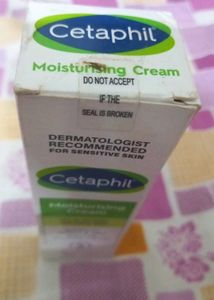 Cetaphil
Moisturising Cream
DO NOT ACCEPT
IF THE
SEAL IS BROKEN
DERMATOLOGIST
RECOMMENDED
FOR SENSITIVE SKIN
Cetaphil
Moisturising
Cream